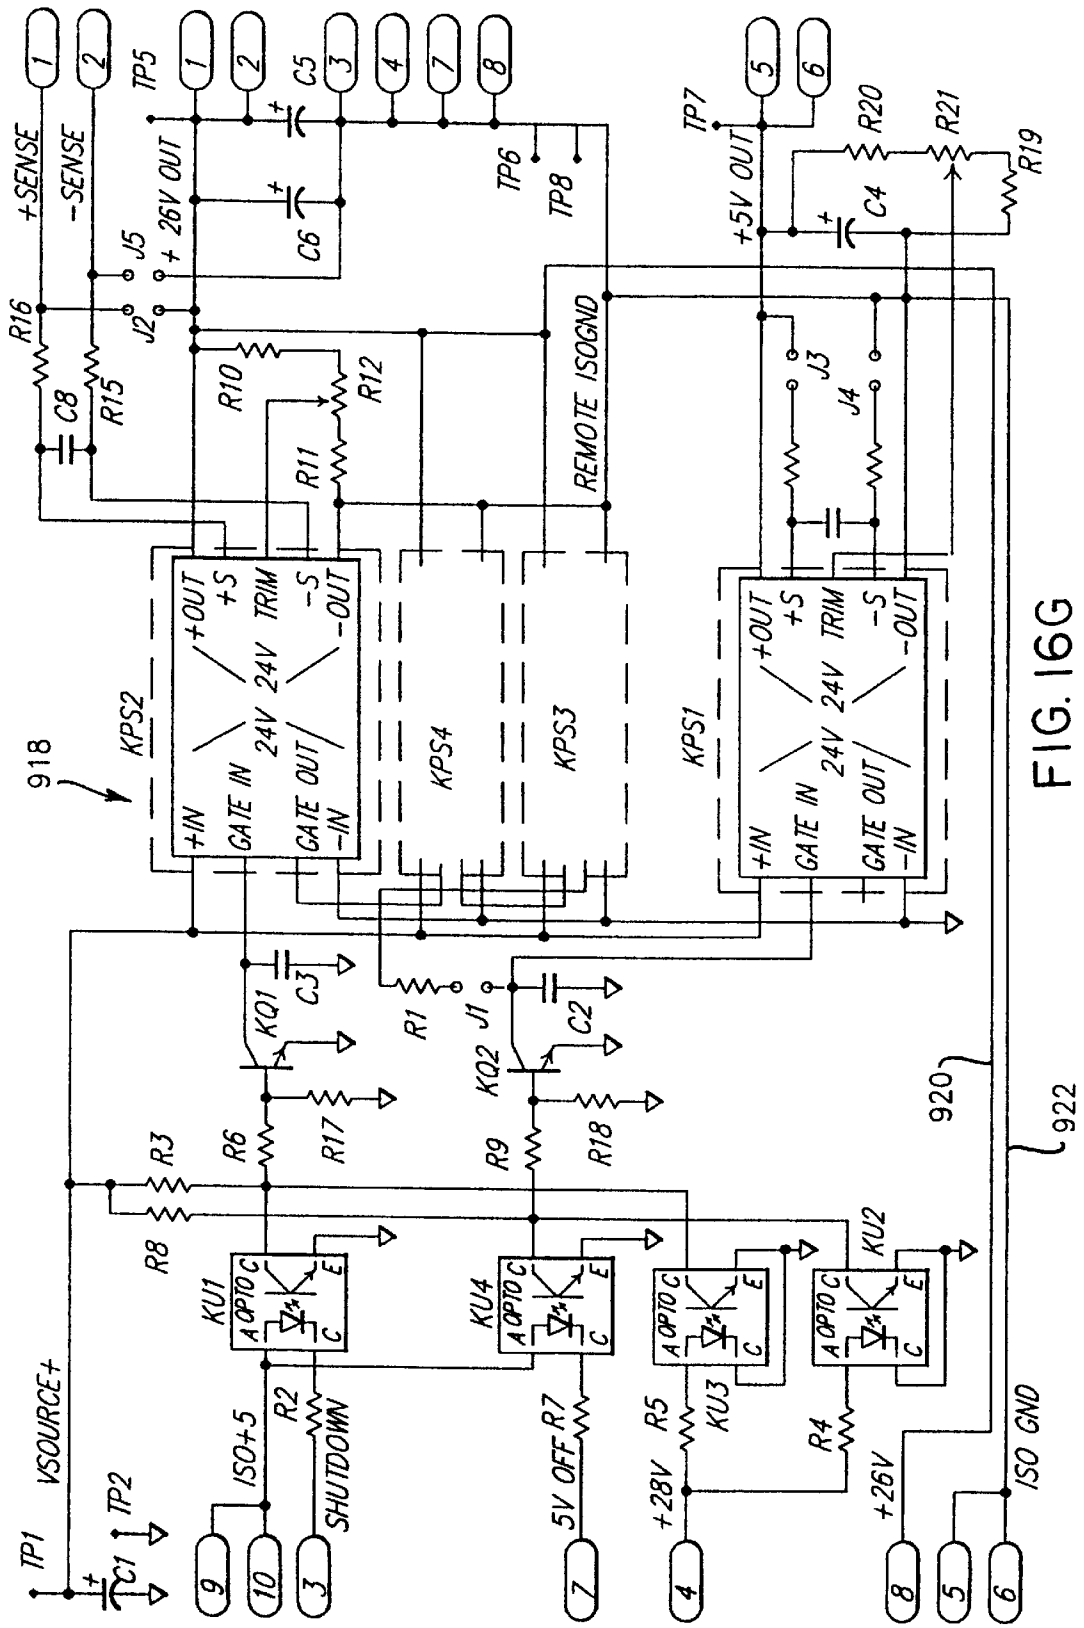 1
2
TP5
1
2
C5
3
4
7
8
+SENSE
-SENSE
J5
+ 26V OUT
+
C6
+
TP6
TP8
TP7
5
6
+5V OUT
R20
R21
C4
+
R19
R16
J2
C8
R15
R10
R12
R11
REMOTE ISOGND
J3
J4
918
KPS2
+IN
GATE IN
GATE OUT
-IN
24V
24V
+OUT
+S
TRIM
-S
-OUT
KPS4
KPS3
KPS1
+IN
GATE IN
GATE OUT
-IN
24V
24V
+OUT
+S
TRIM
-S
-OUT
KQ1
C3
R1
J1
KQ2
C2
R3
R8
R6
R17
R9
R18
920
922
KU1
A OPTO C
C
E
KU4
A OPTO C
C
E
KU3
A OPTO C
C
E
KU2
A OPTO C
C
E
VSOURCE+
ISO+5
R2
SHUTDOWN
5V OFF
R7
+28V
R5
R4
+26V
ISO GND
TP1
+
C1
TP2
9
10
3
7
4
8
5
6
FIG. 16G